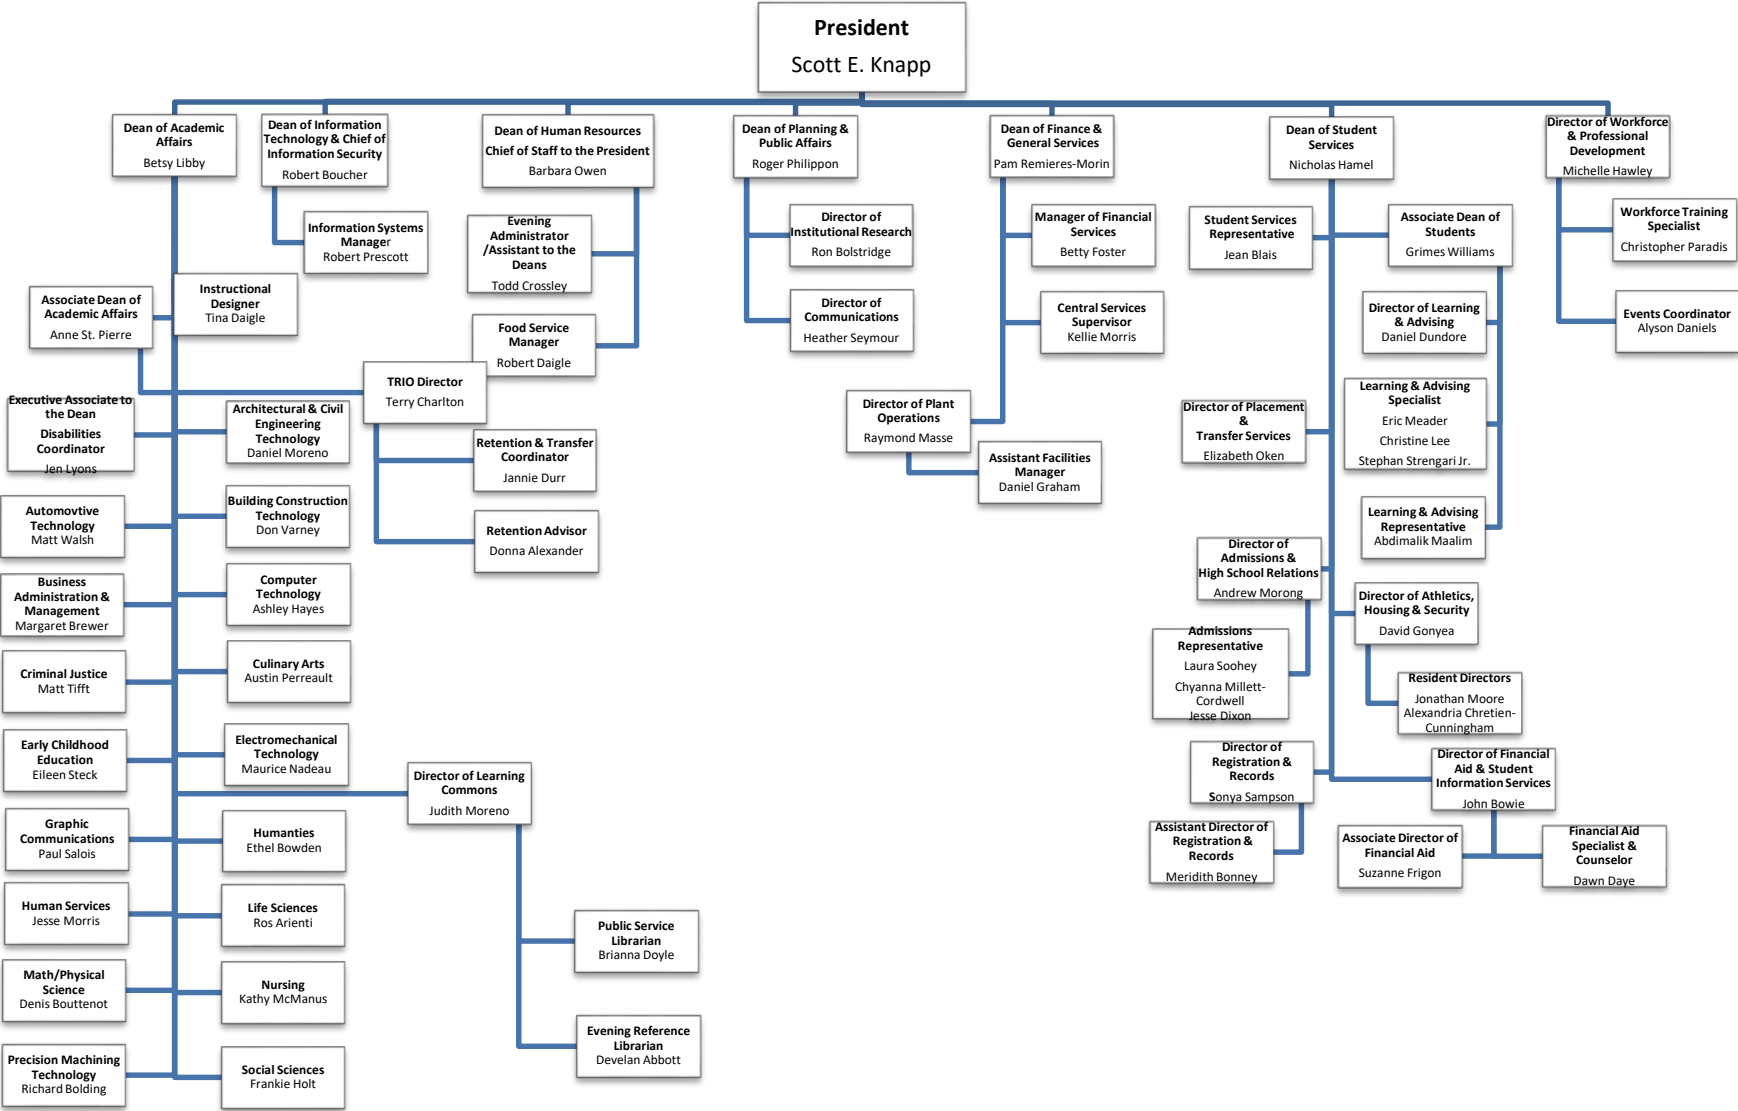 President
Scott E. Knapp
Dean of Academic
Affairs
Betsy Libby
Dean of Information
Technology & Chief of
Information Security
Robert Boucher
Dean of Human Resources
Chief of Staff to the President
Barbara Owen
Dean of Planning &
Public Affairs
Roger Philippon
Dean of Finance &
General Services
Pam Remieres-Morin
Dean of Student
Services
Nicholas Hamel
Director of Workforce
& Professional
Development
Michelle Hawley
Information Systems
Manager
Robert Prescott
Evening
Administrator
/Assistant to the
Deans
Todd Crossley
Director of
Institutional Research
Ron Bolstridge
Manager of Financial
Services
Betty Foster
Student Services
Representative
Jean Blais
Associate Dean of
Students
Grimes Williams
Workforce Training
Specialist
Christopher Paradis
Associate Dean of
Academic Affairs
Anne St. Pierre
Instructional
Designer
Tina Daigle
Food Service
Manager
Robert Daigle
Director of
Communications
Heather Seymour
Central Services
Supervisor
Kellie Morris
Director of Learning
& Advising
Daniel Dundore
Events Coordinator
Alyson Daniels
TRIO Director
Terry Charlton
Executive Associate to
the Dean
Disabilities
Coordinator
Jen Lyons
Architectural & Civil
Engineering
Technology
Daniel Moreno
Retention & Transfer
Coordinator
Jannie Durr
Director of Plant
Operations
Raymond Masse
Assistant Facilities
Manager
Daniel Graham
Director of Placement
&
Transfer Services
Elizabeth Oken
Learning & Advising
Specialist
Eric Meader
Christine Lee
Stephan Strengari Jr.
Automovtive
Technology
Matt Walsh
Building Construction
Technology
Don Varney
Retention Advisor
Donna Alexander
Learning & Advising
Representative
Abdimalik Maalim
Business
Administration &
Management
Margaret Brewer
Computer
Technology
Ashley Hayes
Director of
Admissions &
High School Relations
Andrew Morong
Director of Athletics,
Housing & Security
David Gonyea
Criminal Justice
Matt Tifft
Culinary Arts
Austin Perreault
Admissions
Representative
Laura Soohey
Chyanna Millett-
Cordwell
Jesse Dixon
Resident Directors
Jonathan Moore
Alexandria Chretien-
Cunningham
Early Childhood
Education
Eileen Steck
Electromechanical
Technology
Maurice Nadeau
Director of Learning
Commons
Judith Moreno
Director of
Registration &
Records
Sonya Sampson
Director of Financial
Aid & Student
Information Services
John Bowie
Graphic
Communications
Paul Salois
Humanties
Ethel Bowden
Assistant Director of
Registration &
Records
Meridith Bonney
Associate Director of
Financial Aid
Suzanne Frigon
Financial Aid
Specialist &
Counselor
Dawn Daye
Human Services
Jesse Morris
Life Sciences
Ros Arienti
Public Service
Librarian
Brianna Doyle
Math/Physical
Science
Denis Bouttenot
Nursing
Kathy McManus
Evening Reference
Librarian
Develan Abbott
Precision Machining
Technology
Richard Bolding
Social Sciences
Frankie Holt